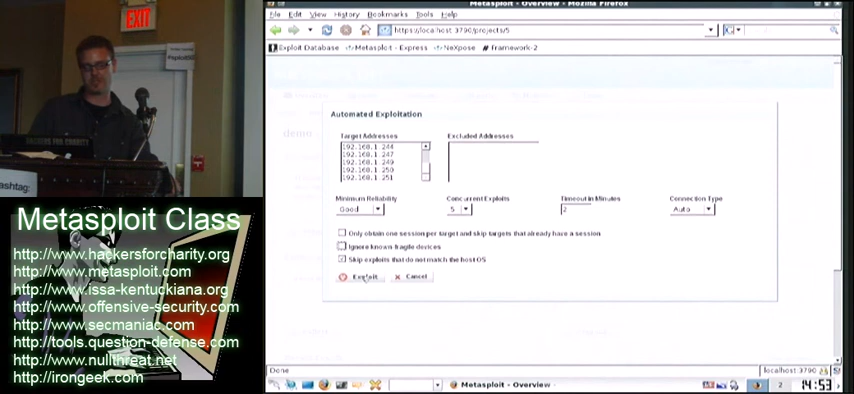 EXIT
HACKERS FOR CHARITY
ashtag:
Metasploit Class
http://www.hackersforcharity.org
http://www.metasploit.com
http://www.issa-kentuckiana.org
http://www.offensive-security.com
http://www.secmaniac.com
http://tools.question-defense.com
http://www.nullthreat.net
http://irongeek.com
Metasploit - Overview - Mozilla Firefox
File Edit View History Bookmarks Tools Help
https://localhost:3790/projects/5
Exploit Database Metasploit - Express NeXpose framework-2
demo
Automated Exploitation
Target Addresses Excluded Addresses
192.168.1.244
192.168.1.247
192.168.1.249
192.168.1.250
192.168.1.251
Minimum Reliability Concurrent Exploits Timeout in Minutes Connection Type
Good 5 2 Auto
Only obtain one session per target and skip targets that already have a session
Ignore known fragile devices
Skip exploits that do not match the host OS
Exploit Cancel
Done localhost:3790
Metasploit - Overview - 2 14:53